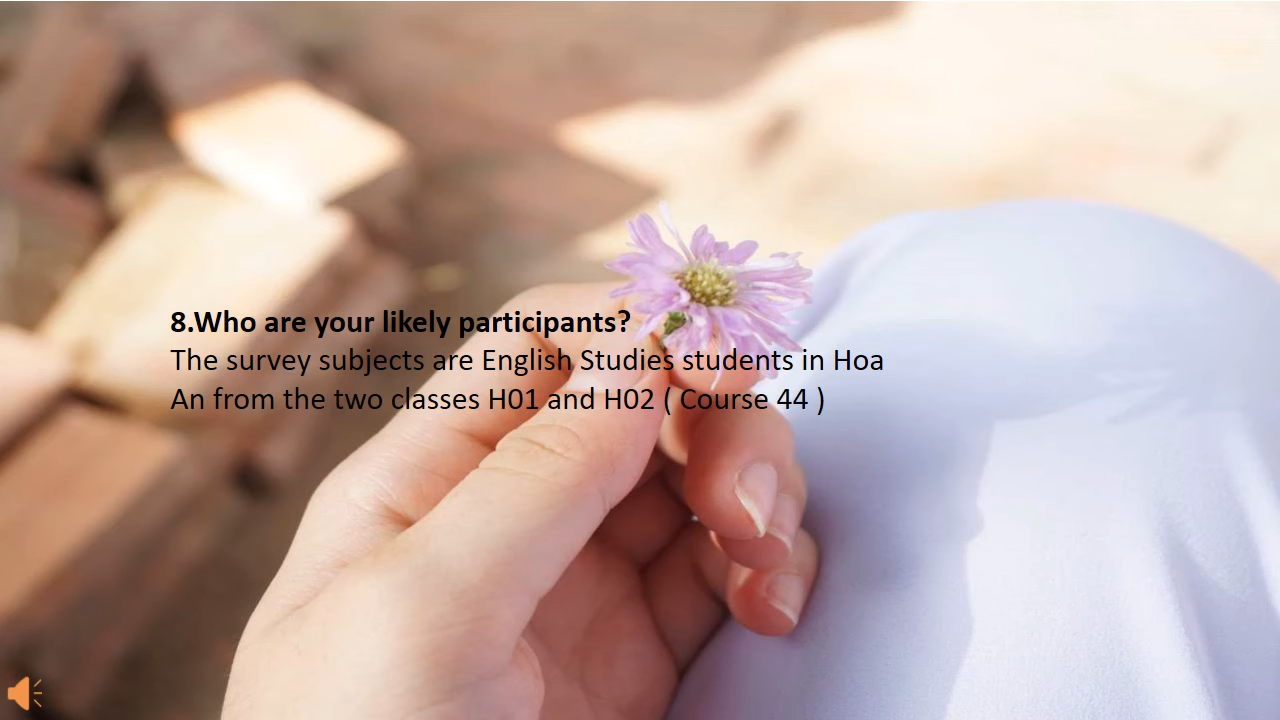 8.Who are your likely participants?
The survey subjects are English Studies students in Hoa
An from the two classes H01 and H02 ( Course 44 )